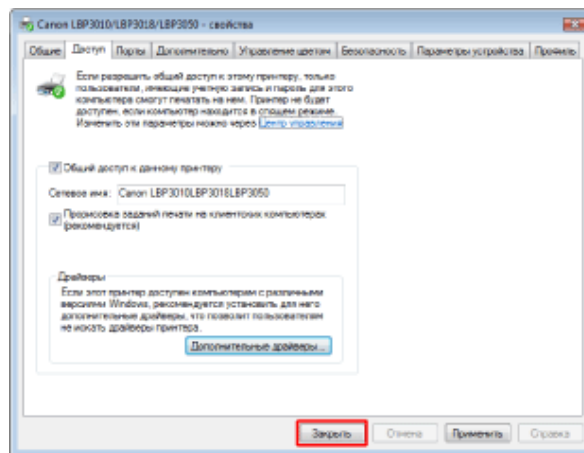 Canon LBP3010/LBP3018/LBP3050 - свойства
Общие Доступ Порты Дополнительно Управление цветом Безопасность Параметры устройства Профиль
Если разрешить общий доступ к этому принтеру, только
пользователи, имеющие учетную запись и пароль для этого
компьютера смогут печатать на нем. Принтер не будет
доступен, если компьютер находится в спящем режиме.
Изменить эти параметры можно через Центр управления
Общий доступ к данному принтеру
Сетевое имя: Canon LBP3010LBP3018LBP3050
Прорисовка заданий печати на клиентских компьютерах
(рекомендуется)
Драйверы
Если этот принтер доступен компьютерам с различными
версиями Windows, рекомендуется установить для него
дополнительные драйверы, что позволит пользователям
не искать драйверы принтера.
Дополнительные драйверы...
Закрыть Отмена Применить Справка